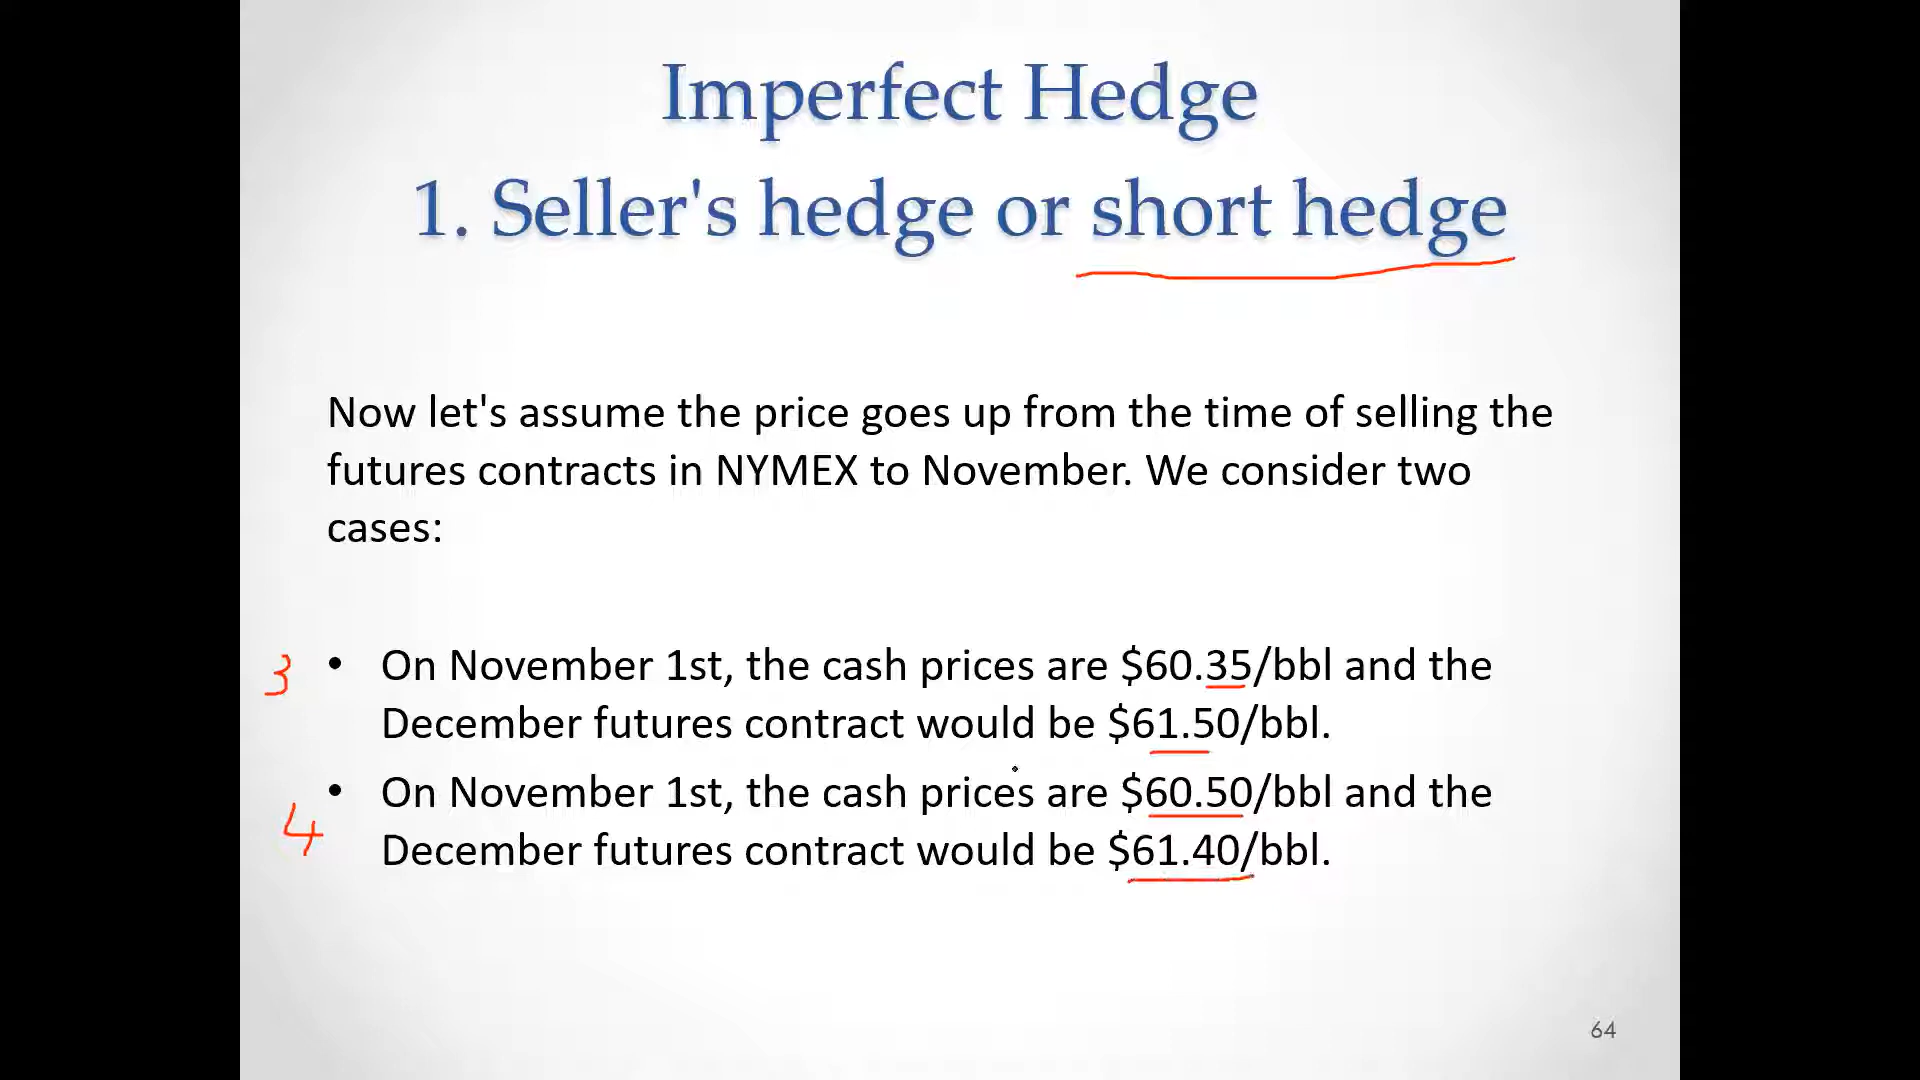 Imperfect Hedge
1. Seller's hedge or short hedge
Now let's assume the price goes up from the time of selling the
futures contracts in NYMEX to November. We consider two
cases:
3 • On November 1st, the cash prices are $60.35/bbl and the
December futures contract would be $61.50/bbl.
4 • On November 1st, the cash prices are $60.50/bbl and the
December futures contract would be $61.40/bbl.
64